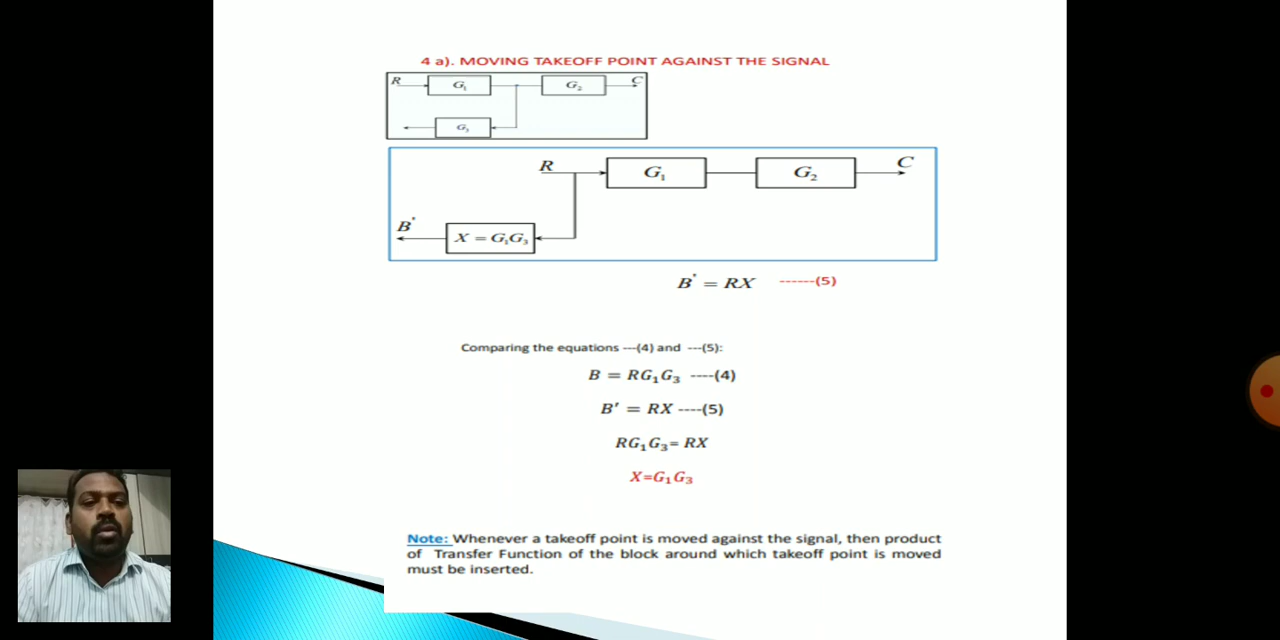 4 a). MOVING TAKEOFF POINT AGAINST THE SIGNAL
R G₁ G₂ C
G₃
R G₁ G₂ C
B' X = G₁G₃
B' = RX ------(5)
Comparing the equations ---(4) and ---(5):
B = RG₁G₃ ----(4)
B′ = RX ----(5)
RG₁G₃= RX
X=G₁G₃
Note: Whenever a takeoff point is moved against the signal, then product
of Transfer Function of the block around which takeoff point is moved
must be inserted.